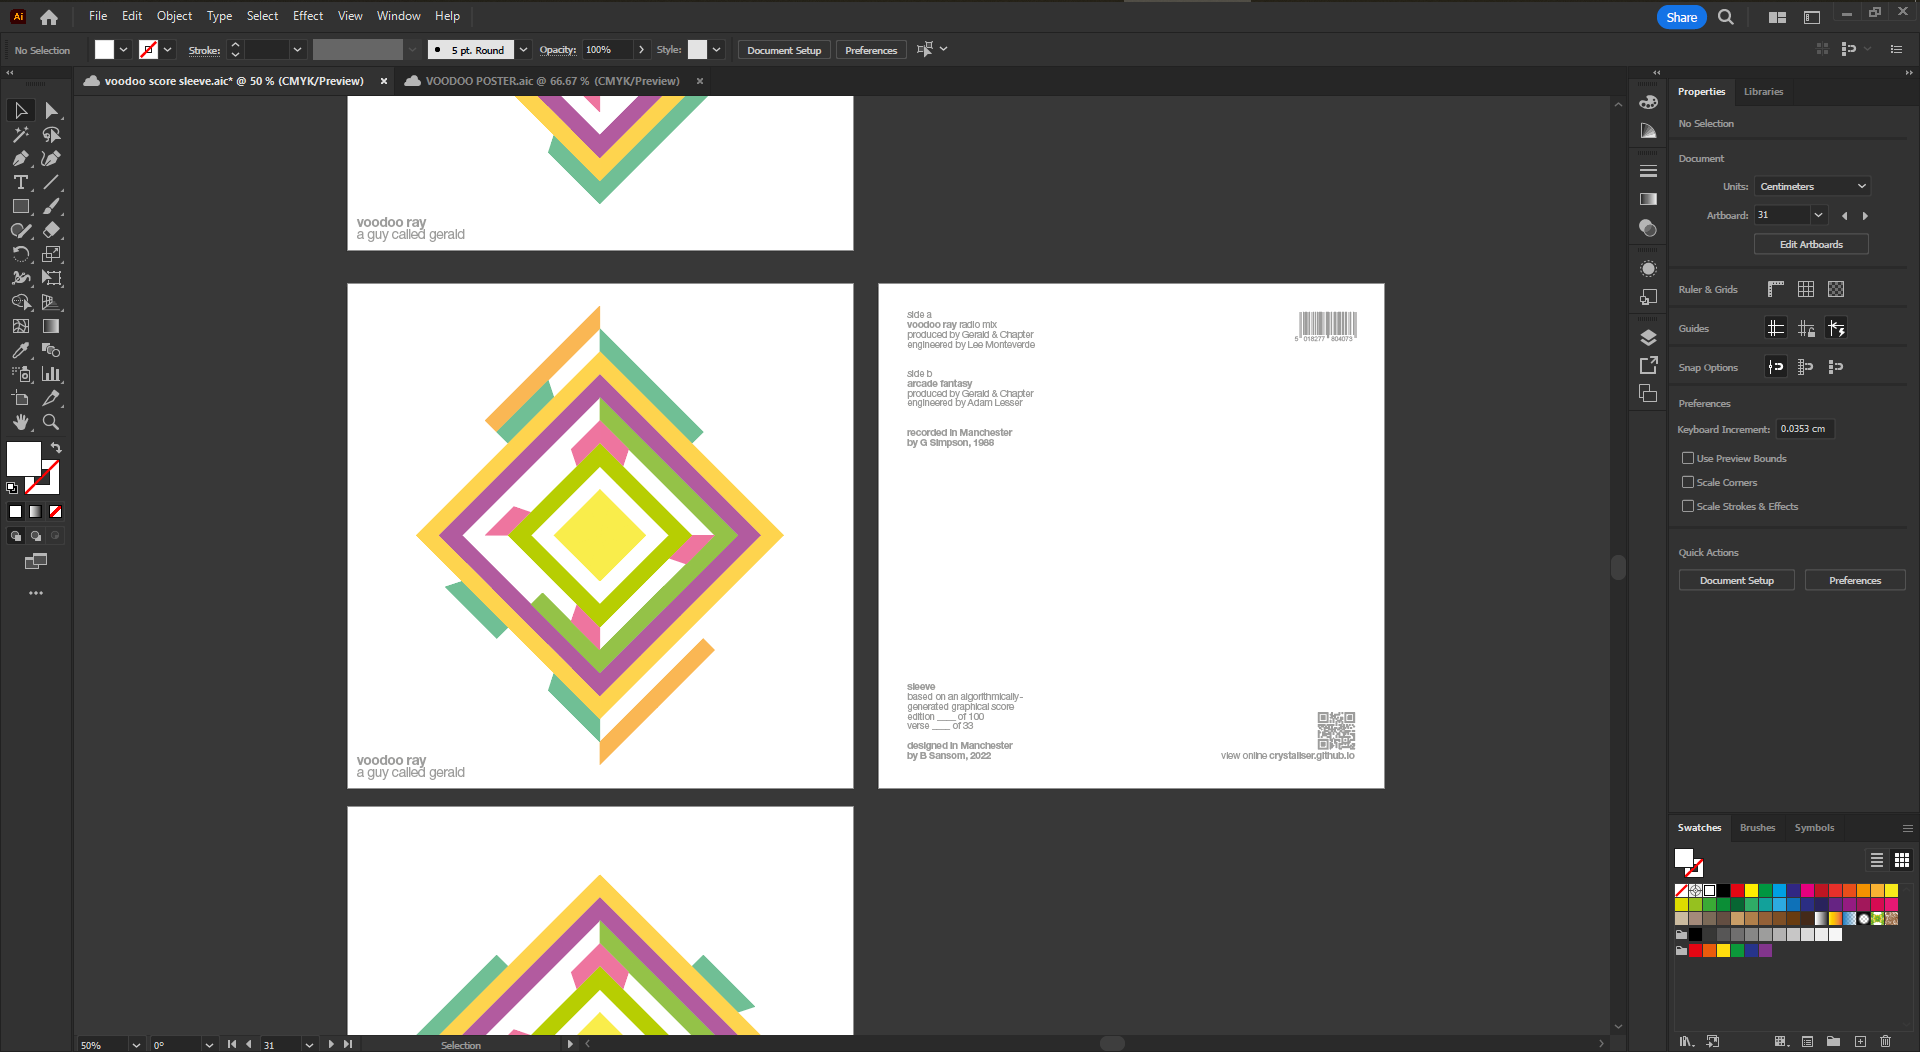 File Edit Object Type Select Effect View Window Help
Share
No Selection
Stroke:
5 pt. Round
Opacity: 100%
Style:
Document Setup
Preferences
voodoo score sleeve.aic* @ 50 % (CMYK/Preview)
VOODOO POSTER.aic @ 66.67 % (CMYK/Preview)
voodoo ray
a guy called gerald
side a
voodoo ray radio mix
produced by Gerald & Chapter
engineered by Lee Monteverde
5 018277 804073
side b
arcade fantasy
produced by Gerald & Chapter
engineered by Adam Lesser
recorded in Manchester
by G Simpson, 1988
sleeve
based on an algorithmically-
generated graphical score
edition ____ of 100
verse ____ of 33
designed in Manchester
by B Sansom, 2022
view online crystaliser.github.io
voodoo ray
a guy called gerald
Properties
Libraries
No Selection
Document
Units: Centimeters
Artboard: 31
Edit Artboards
Ruler & Grids
Guides
Snap Options
Preferences
Keyboard Increment: 0.0353 cm
Use Preview Bounds
Scale Corners
Scale Strokes & Effects
Quick Actions
Document Setup
Preferences
Swatches
Brushes
Symbols
50%
0°
31
Selection